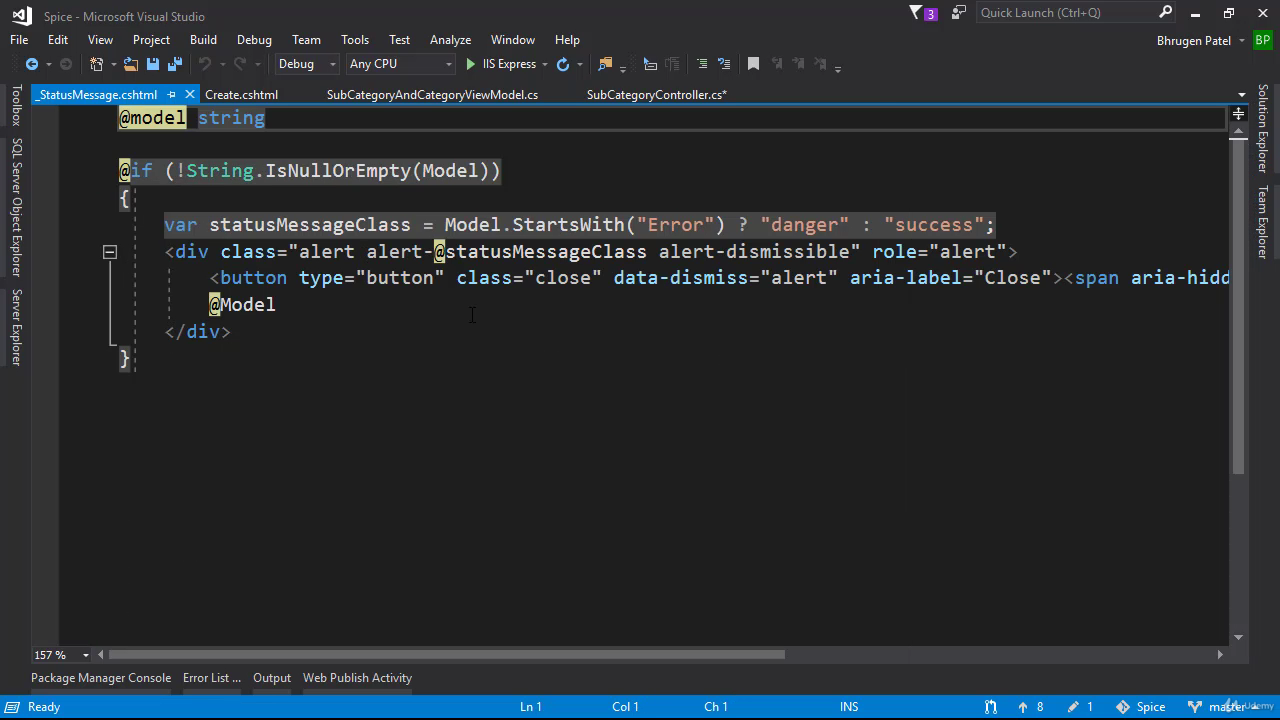 Spice - Microsoft Visual Studio
3
Quick Launch (Ctrl+Q)
File Edit View Project Build Debug Team Tools Test Analyze Window Help
Bhrugen Patel BP
Debug Any CPU IIS Express
_StatusMessage.cshtml Create.cshtml SubCategoryAndCategoryViewModel.cs SubCategoryController.cs*
Toolbox
SQL Server Object Explorer
Server Explorer
Solution Explorer
Team Explorer
@model string
@if (!String.IsNullOrEmpty(Model))
{
var statusMessageClass = Model.StartsWith("Error") ? "danger" : "success";
<div class="alert alert-@statusMessageClass alert-dismissible" role="alert">
<button type="button" class="close" data-dismiss="alert" aria-label="Close"><span aria-hidd
@Model
</div>
}
157 %
Package Manager Console Error List ... Output Web Publish Activity
Ready Ln 1 Col 1 Ch 1 INS 8 1 Spice master
Udemy